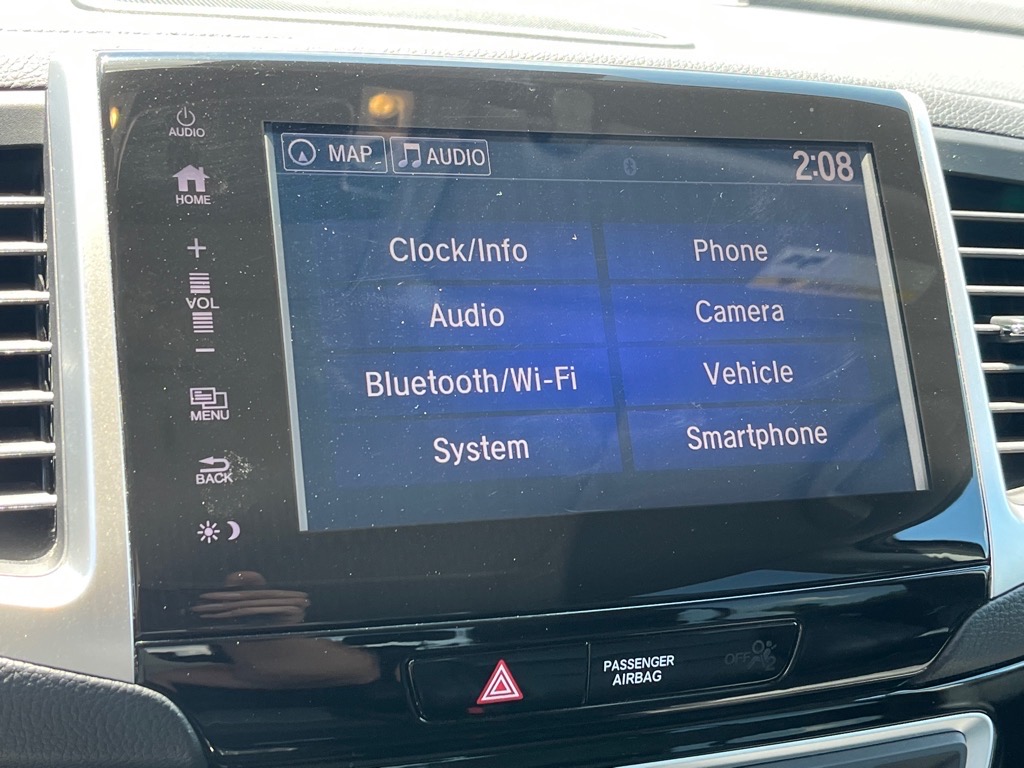 AUDIO
HOME
+
VOL
−
MENU
BACK
MAP
AUDIO
2:08
Clock/Info
Phone
Audio
Camera
Bluetooth/Wi-Fi
Vehicle
System
Smartphone
PASSENGER
AIRBAG
OFF